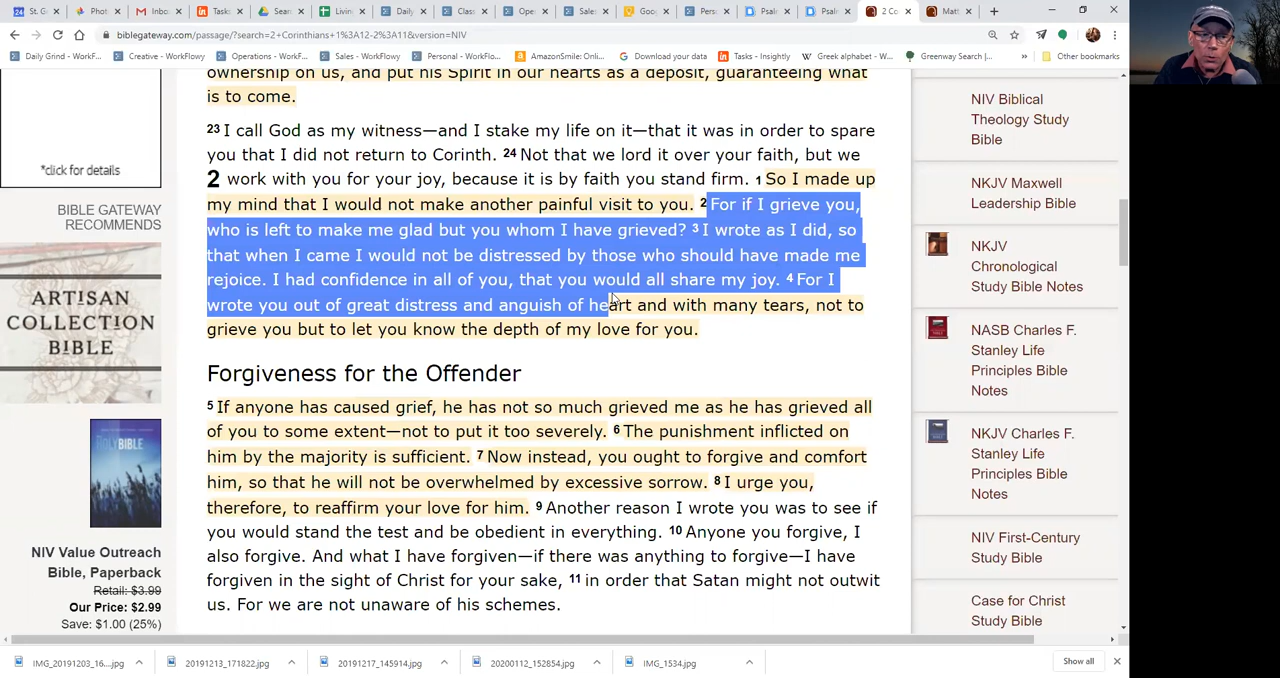 St. G
Photo
Inbo
Tasks
Sear
Livin
Daily
Class
Ope
Sales
Goo
Pers
Psaln
Psaln
2 Co
Matt
biblegateway.com/passage/?search=2+Corinthians+1%3A12-2%3A11&version=NIV
Daily Grind - WorkF...
Creative - WorkFlowy
Operations - WorkF...
Personal - WorkFlo...
AmazonSmile: Onli...
Download your data
Tasks - Insightly
Greek alphabet - W...
Greenway Search |...
»
Other bookmarks
ownership on us, and put his Spirit in our hearts as a deposit, guaranteeing what
is to come.
23 I call God as my witness—and I stake my life on it—that it was in order to spare
you that I did not return to Corinth. 24 Not that we lord it over your faith, but we
2 work with you for your joy, because it is by faith you stand firm. 1 So I made up
my mind that I would not make another painful visit to you. 2 For if I grieve you,
who is left to make me glad but you whom I have grieved? 3 I wrote as I did, so
that when I came I would not be distressed by those who should have made me
rejoice. I had confidence in all of you, that you would all share my joy. 4 For I
wrote you out of great distress and anguish of heart and with many tears, not to
grieve you but to let you know the depth of my love for you.
Forgiveness for the Offender
5 If anyone has caused grief, he has not so much grieved me as he has grieved all
of you to some extent—not to put it too severely. 6 The punishment inflicted on
him by the majority is sufficient. 7 Now instead, you ought to forgive and comfort
him, so that he will not be overwhelmed by excessive sorrow. 8 I urge you,
therefore, to reaffirm your love for him. 9 Another reason I wrote you was to see if
you would stand the test and be obedient in everything. 10 Anyone you forgive, I
also forgive. And what I have forgiven—if there was anything to forgive—I have
forgiven in the sight of Christ for your sake, 11 in order that Satan might not outwit
us. For we are not unaware of his schemes.
*click for details
BIBLE GATEWAY
RECOMMENDS
ARTISAN
COLLECTION
BIBLE
HOLY BIBLE
NIV Value Outreach
Bible, Paperback
Retail: $3.99
Our Price: $2.99
Save: $1.00 (25%)
NIV Biblical
Theology Study
Bible
NKJV Maxwell
Leadership Bible
NKJV
Chronological
Study Bible Notes
NASB Charles F.
Stanley Life
Principles Bible
Notes
NKJV Charles F.
Stanley Life
Principles Bible
Notes
NIV First-Century
Study Bible
Case for Christ
Study Bible
IMG_20191203_16....jpg
20191213_171822.jpg
20191217_145914.jpg
20200112_152854.jpg
IMG_1534.jpg
Show all